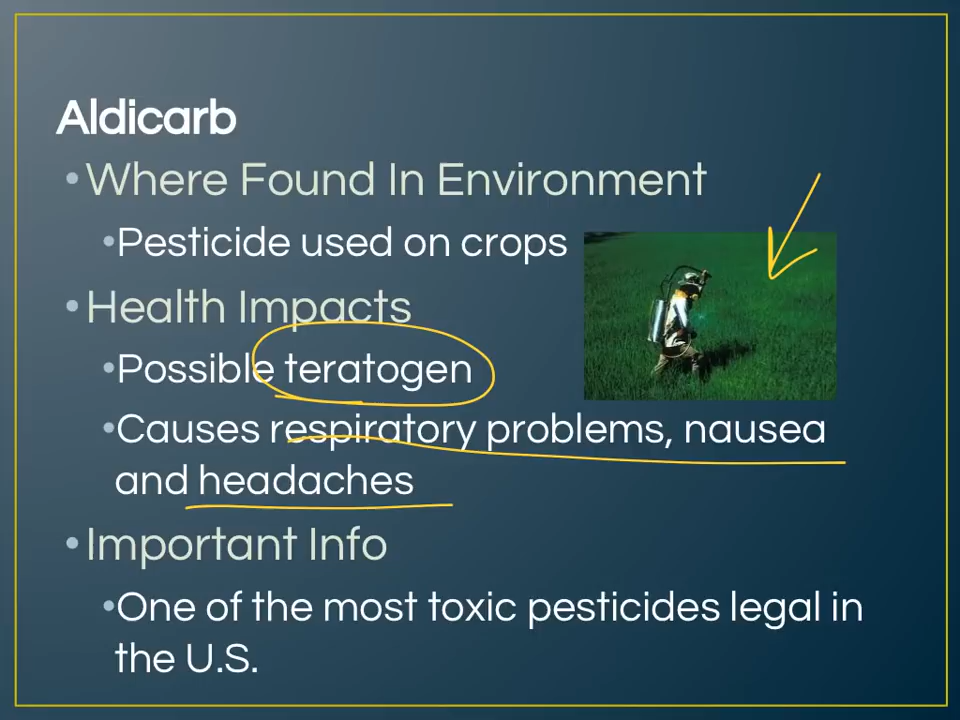 Aldicarb
•Where Found In Environment
•Pesticide used on crops
•Health Impacts
•Possible teratogen
•Causes respiratory problems, nausea
and headaches
•Important Info
•One of the most toxic pesticides legal in
the U.S.